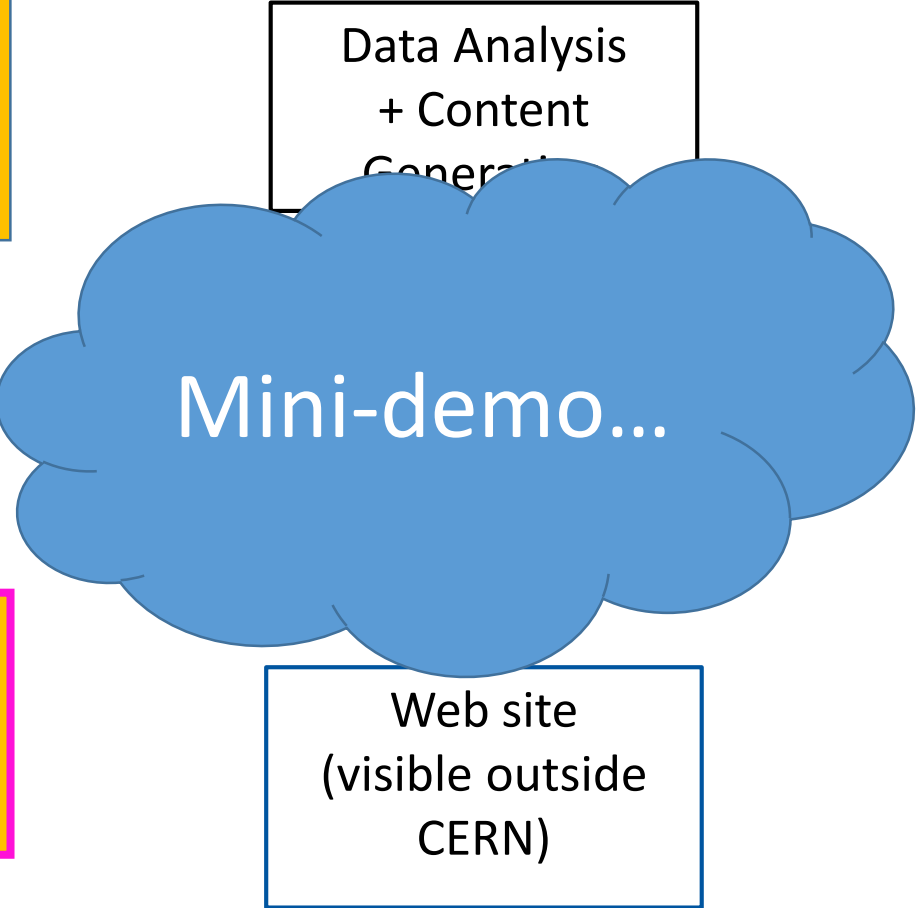 Data Analysis
+ Content
Mini-demo...
Web site
(visible outside
CERN)